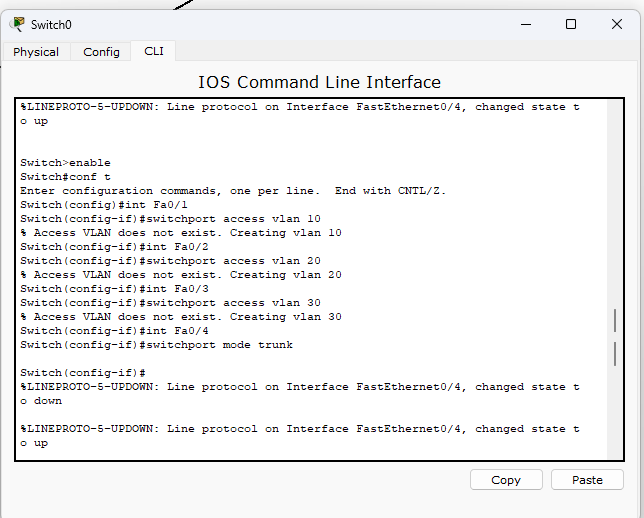 Switch0
Physical Config CLI
IOS Command Line Interface
%LINEPROTO-5-UPDOWN: Line protocol on Interface FastEthernet0/4, changed state t
o up
Switch>enable
Switch#conf t
Enter configuration commands, one per line.  End with CNTL/Z.
Switch(config)#int Fa0/1
Switch(config-if)#switchport access vlan 10
% Access VLAN does not exist. Creating vlan 10
Switch(config-if)#int Fa0/2
Switch(config-if)#switchport access vlan 20
% Access VLAN does not exist. Creating vlan 20
Switch(config-if)#int Fa0/3
Switch(config-if)#switchport access vlan 30
% Access VLAN does not exist. Creating vlan 30
Switch(config-if)#int Fa0/4
Switch(config-if)#switchport mode trunk
Switch(config-if)#
%LINEPROTO-5-UPDOWN: Line protocol on Interface FastEthernet0/4, changed state t
o down
%LINEPROTO-5-UPDOWN: Line protocol on Interface FastEthernet0/4, changed state t
o up
Copy Paste